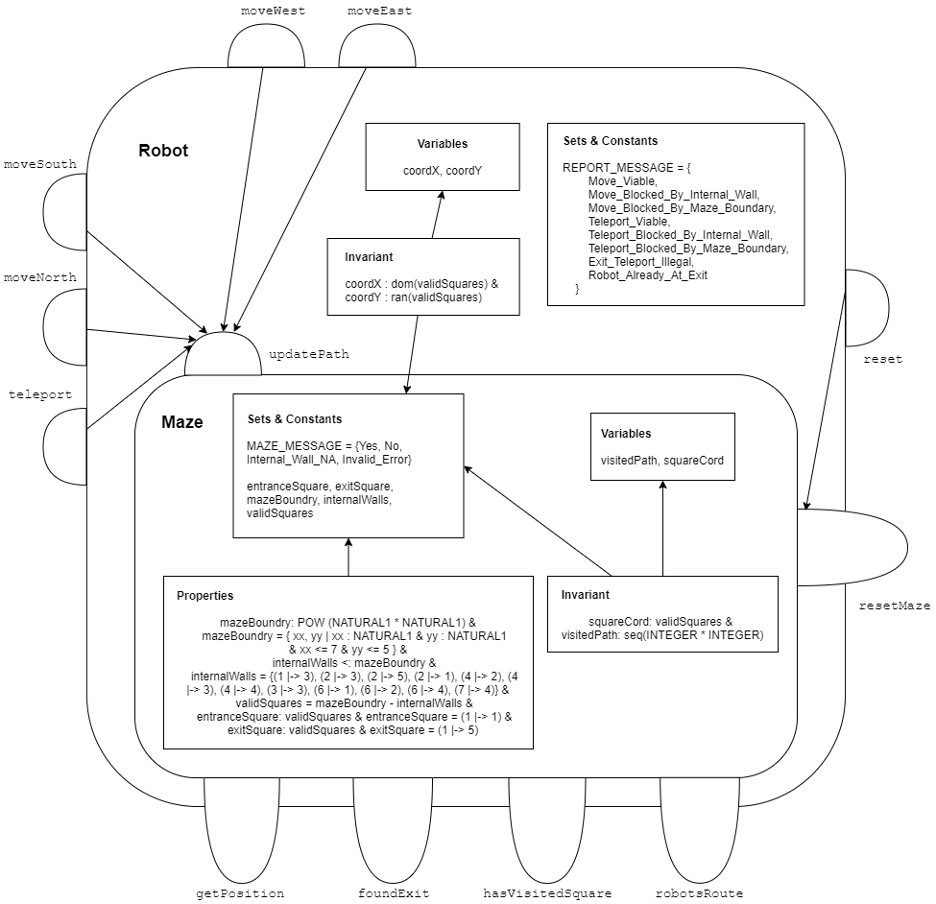 moveWest
moveEast
Robot
moveSouth
moveNorth
teleport
Variables
coordX, coordY
Sets & Constants
REPORT_MESSAGE = {
Move_Viable,
Move_Blocked_By_Internal_Wall,
Move_Blocked_By_Maze_Boundary,
Teleport_Viable,
Teleport_Blocked_By_Internal_Wall,
Teleport_Blocked_By_Maze_Boundary,
Exit_Teleport_Illegal,
Robot_Already_At_Exit
}
Invariant
coordX : dom(validSquares) &
coordY : ran(validSquares)
reset
updatePath
Maze
Sets & Constants
MAZE_MESSAGE = {Yes, No,
Internal_Wall_NA, Invalid_Error}
entranceSquare, exitSquare,
mazeBoundry, internalWalls,
validSquares
Variables
visitedPath, squareCord
Properties
mazeBoundry: POW (NATURAL1 * NATURAL1) &
mazeBoundry = { xx, yy | xx : NATURAL1 & yy : NATURAL1
& xx <= 7 & yy <= 5 } &
internalWalls <: mazeBoundry &
internalWalls = {(1 |-> 3), (2 |-> 3), (2 |-> 5), (2 |-> 1), (4 |-> 2), (4
|-> 3), (4 |-> 4), (3 |-> 3), (6 |-> 1), (6 |-> 2), (6 |-> 4), (7 |-> 4)} &
validSquares = mazeBoundry - internalWalls &
entranceSquare: validSquares & entranceSquare = (1 |-> 1) &
exitSquare: validSquares & exitSquare = (1 |-> 5)
Invariant
squareCord: validSquares &
visitedPath: seq(INTEGER * INTEGER)
resetMaze
getPosition
foundExit
hasVisitedSquare
robotsRoute